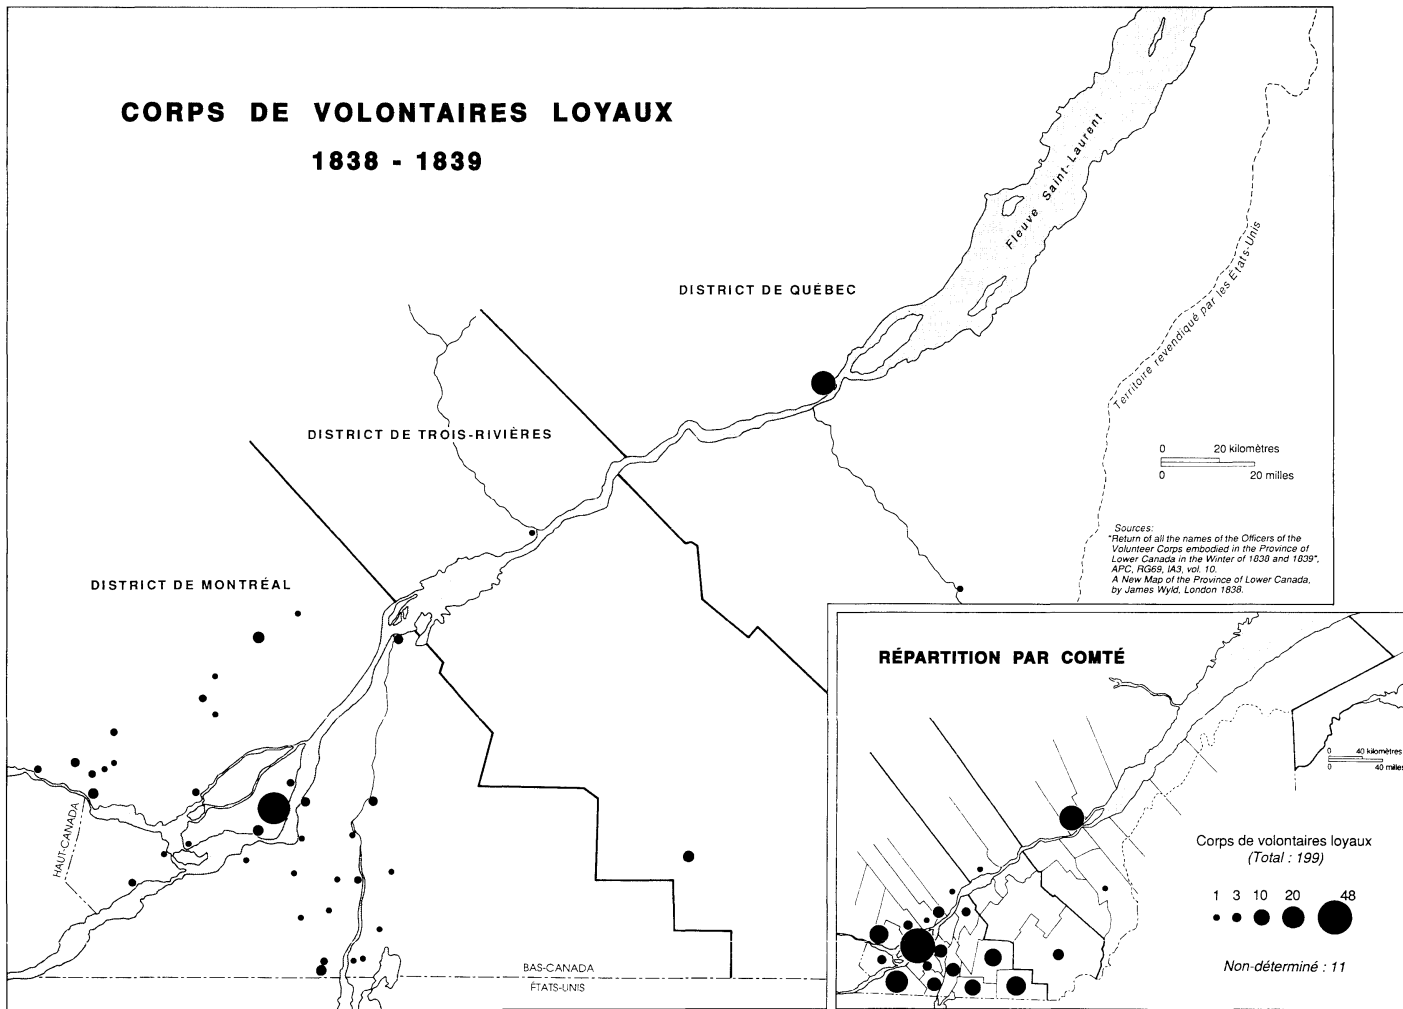 CORPS DE VOLONTAIRES LOYAUX
1838 - 1839
Fleuve Saint-Laurent
Territoire revendiqué par les États-Unis
DISTRICT DE QUÉBEC
DISTRICT DE TROIS-RIVIÈRES
DISTRICT DE MONTRÉAL
0 20 kilomètres
0 20 milles
Sources:
"Return of all the names of the Officers of the
Volunteer Corps embodied in the Province of
Lower Canada in the Winter of 1838 and 1839",
APC, RG69, IA3, vol. 10.
A New Map of the Province of Lower Canada,
by James Wyld, London 1838.
HAUT-CANADA
BAS-CANADA
ÉTATS-UNIS
RÉPARTITION PAR COMTÉ
0 40 kilomètres
0 40 milles
Corps de volontaires loyaux
(Total : 199)
1 3 10 20 48
Non-déterminé : 11